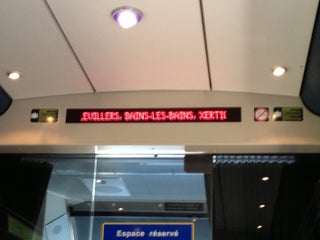 EVILLERS, BAINS-LES-BAINS, XERTI
Espace réservé